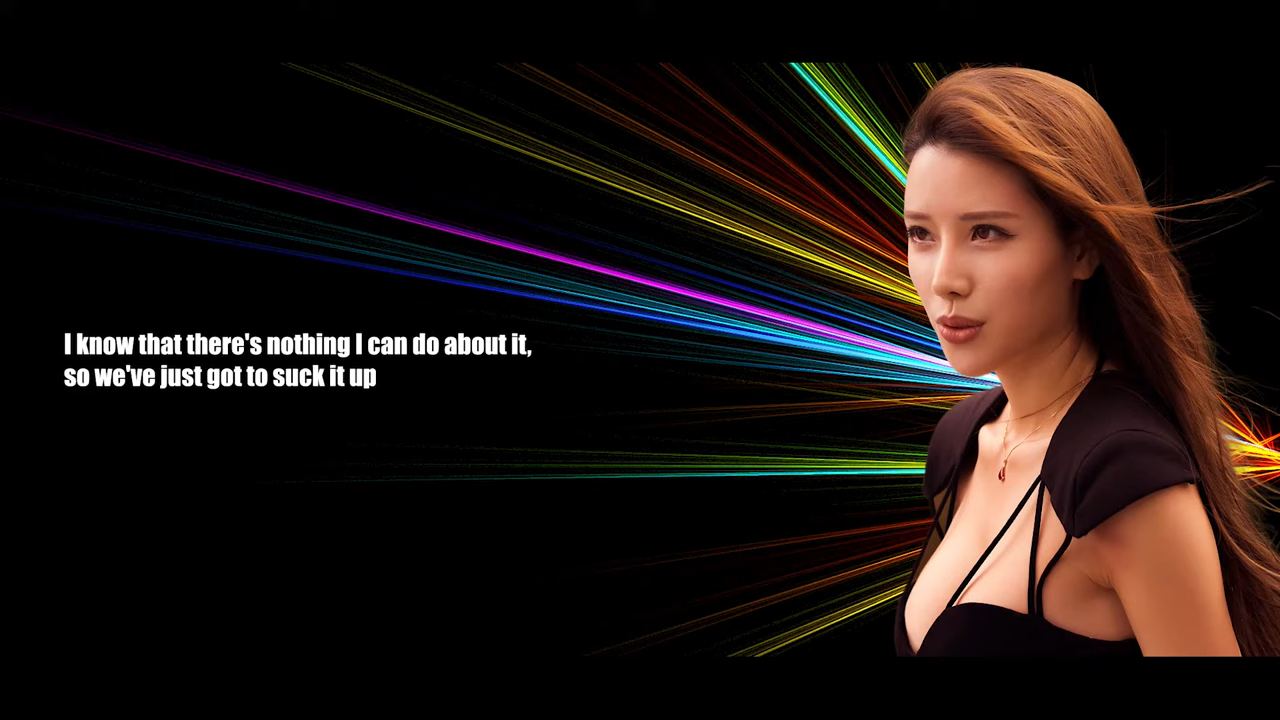 I know that there's nothing I can do about it,
so we've just got to suck it up